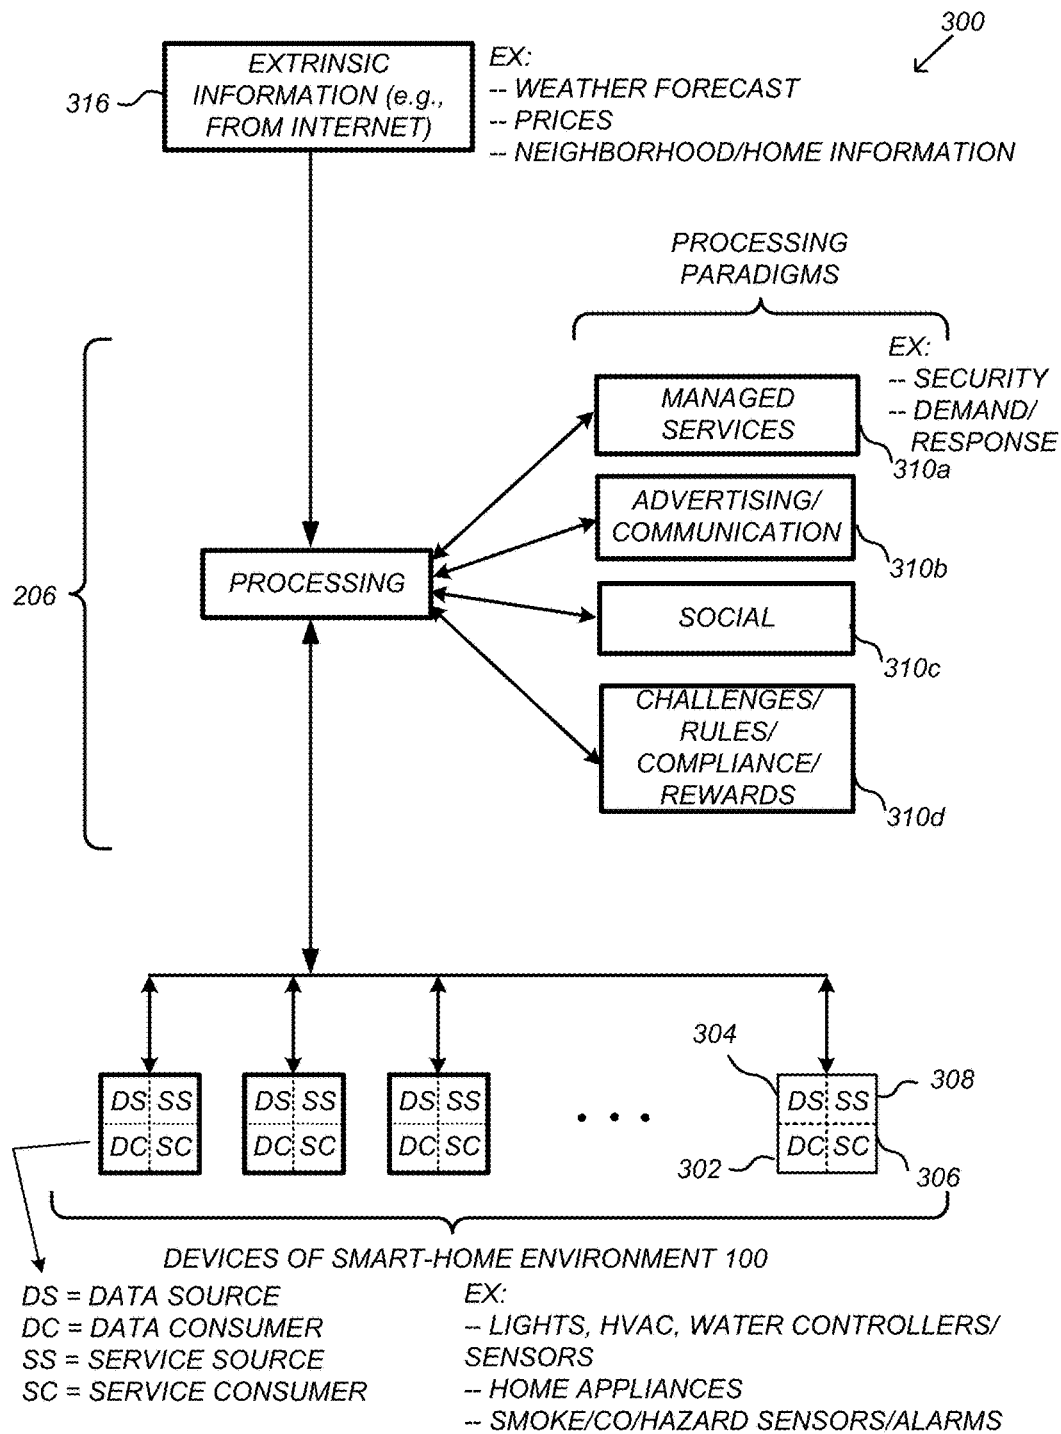 300
EXTRINSIC
INFORMATION (e.g.,
FROM INTERNET)
316
EX:
-- WEATHER FORECAST
-- PRICES
-- NEIGHBORHOOD/HOME INFORMATION
PROCESSING
PARADIGMS
EX:
-- SECURITY
-- DEMAND/
RESPONSE
MANAGED
SERVICES
310a
ADVERTISING/
COMMUNICATION
310b
206
PROCESSING
SOCIAL
310c
CHALLENGES/
RULES/
COMPLIANCE/
REWARDS
310d
DS SS
DC SC
DS SS
DC SC
DS SS
DC SC
. . .
304
308
DS SS
DC SC
302
306
DEVICES OF SMART-HOME ENVIRONMENT 100
DS = DATA SOURCE
DC = DATA CONSUMER
SS = SERVICE SOURCE
SC = SERVICE CONSUMER
EX:
-- LIGHTS, HVAC, WATER CONTROLLERS/
SENSORS
-- HOME APPLIANCES
-- SMOKE/CO/HAZARD SENSORS/ALARMS